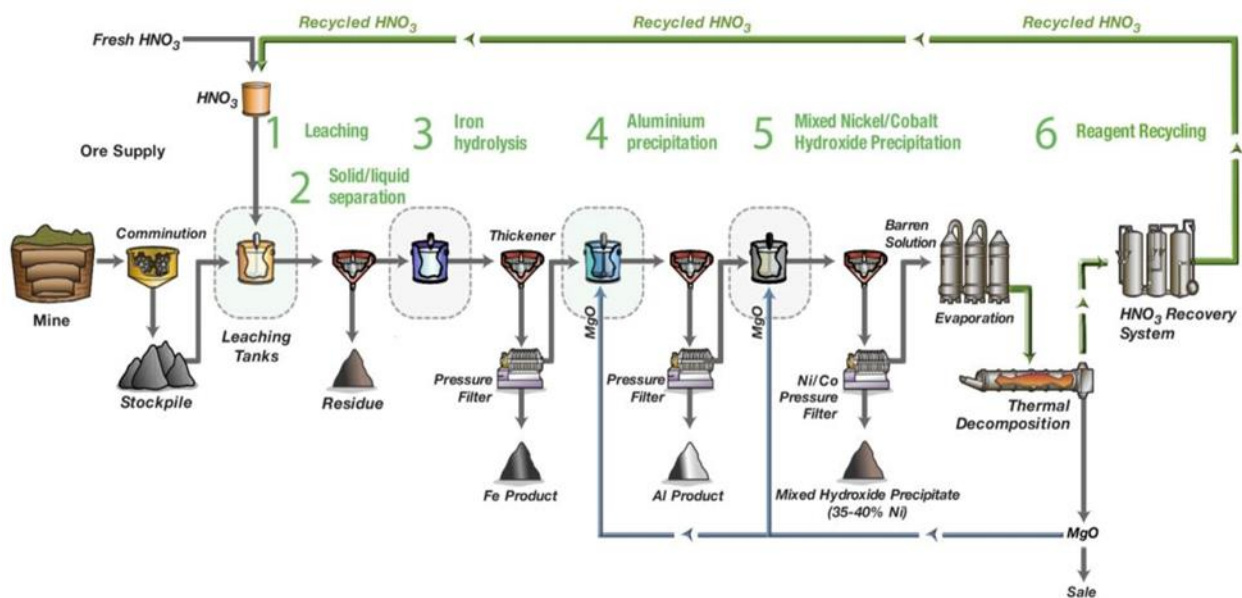 Recycled HNO3
Recycled HNO3
Recycled HNO3
Fresh HNO3
HNO3
1 Leaching
2 Solid/liquid
separation
3 Iron
hydrolysis
4 Aluminium
precipitation
5 Mixed Nickel/Cobalt
Hydroxide Precipitation
6 Reagent Recycling
Ore Supply
Comminution
Thickener
Barren
Solution
Mine
Leaching
Tanks
MgO
MgO
Evaporation
HNO3 Recovery
System
Stockpile
Residue
Pressure
Filter
Pressure
Filter
Ni/Co
Pressure
Filter
Thermal
Decomposition
Fe Product
Al Product
Mixed Hydroxide Precipitate
(35-40% Ni)
MgO
Sale